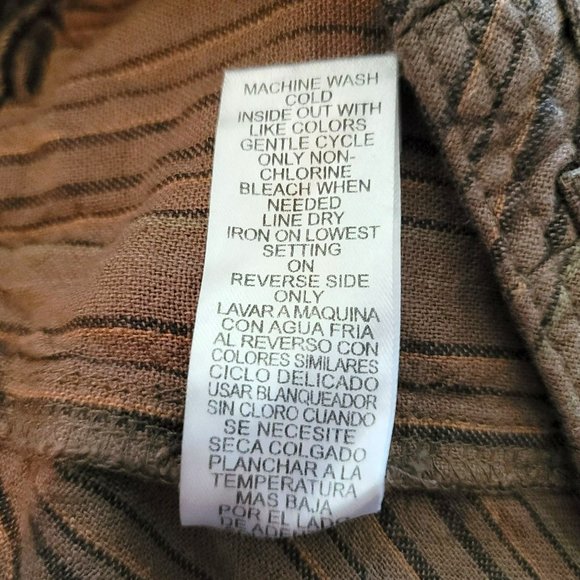 MACHINE WASH
COLD
INSIDE OUT WITH
LIKE COLORS
GENTLE CYCLE
ONLY NON-
CHLORINE
BLEACH WHEN
NEEDED
LINE DRY
IRON ON LOWEST
SETTING
ON
REVERSE SIDE
ONLY
LAVAR A MAQUINA
CON AGUA FRIA
AL REVERSO CON
COLORES SIMILARES
CICLO DELICADO
USAR BLANQUEADOR
SIN CLORO CUANDO
SE NECESITE
SECA COLGADO
PLANCHAR A LA
TEMPERATURA
MAS BAJA
POR EL LADO
DE